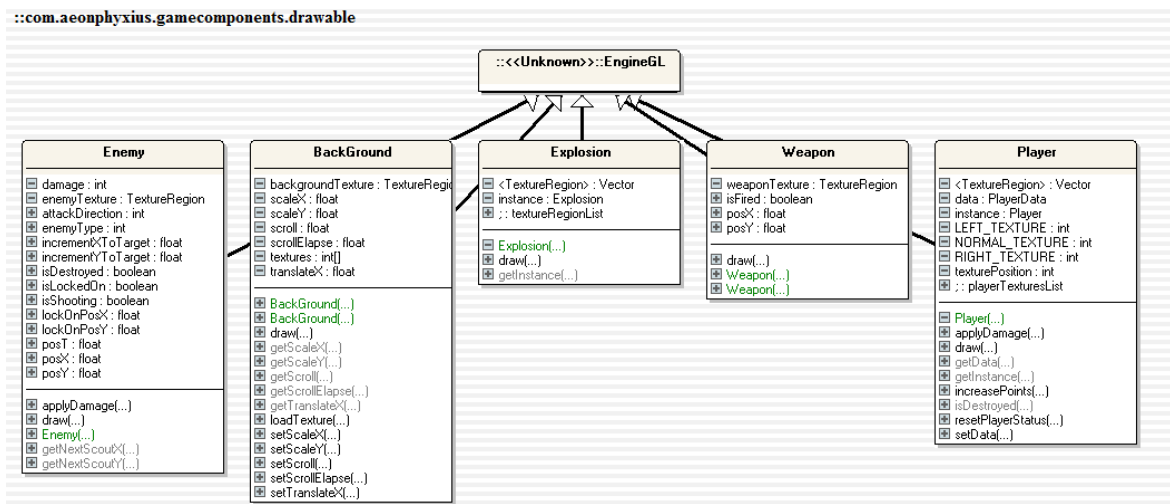 ::com.aeonphyxius.gamecomponents.drawable
::<<Unknown>>::EngineGL
Enemy
damage : int
enemyTexture : TextureRegion
attackDirection : int
enemyType : int
incrementXToTarget : float
incrementYToTarget : float
isDestroyed : boolean
isLockedOn : boolean
isShooting : boolean
lockOnPosX : float
lockOnPosY : float
posT : float
posX : float
posY : float
applyDamage(...)
draw(...)
Enemy(...)
getNextScoutX(...)
getNextScoutY(...)
BackGround
backgroundTexture : TextureRegio
scaleX : float
scaleY : float
scroll : float
scrollElapse : float
textures : int[]
translateX : float
BackGround(...)
BackGround(...)
draw(...)
getScaleX(...)
getScaleY(...)
getScroll(...)
getScrollElapse(...)
getTranslateX(...)
loadTexture(...)
setScaleX(...)
setScaleY(...)
setScroll(...)
setScrollElapse(...)
setTranslateX(...)
Explosion
<TextureRegion> : Vector
instance : Explosion
; : textureRegionList
Explosion(...)
draw(...)
getInstance(...)
Weapon
weaponTexture : TextureRegion
isFired : boolean
posX : float
posY : float
draw(...)
Weapon(...)
Weapon(...)
Player
<TextureRegion> : Vector
data : PlayerData
instance : Player
LEFT_TEXTURE : int
NORMAL_TEXTURE : int
RIGHT_TEXTURE : int
texturePosition : int
; : playerTexturesList
Player(...)
applyDamage(...)
draw(...)
getData(...)
getInstance(...)
increasePoints(...)
isDestroyed(...)
resetPlayerStatus(...)
setData(...)